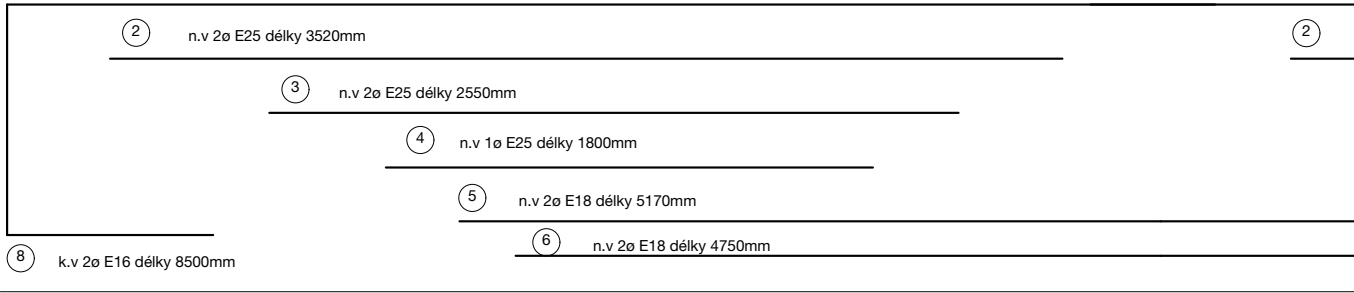 2 n.v 2ø E25 délky 3520mm 2
3 n.v 2ø E25 délky 2550mm
4 n.v 1ø E25 délky 1800mm
5 n.v 2ø E18 délky 5170mm
6 n.v 2ø E18 délky 4750mm
8 k.v 2ø E16 délky 8500mm